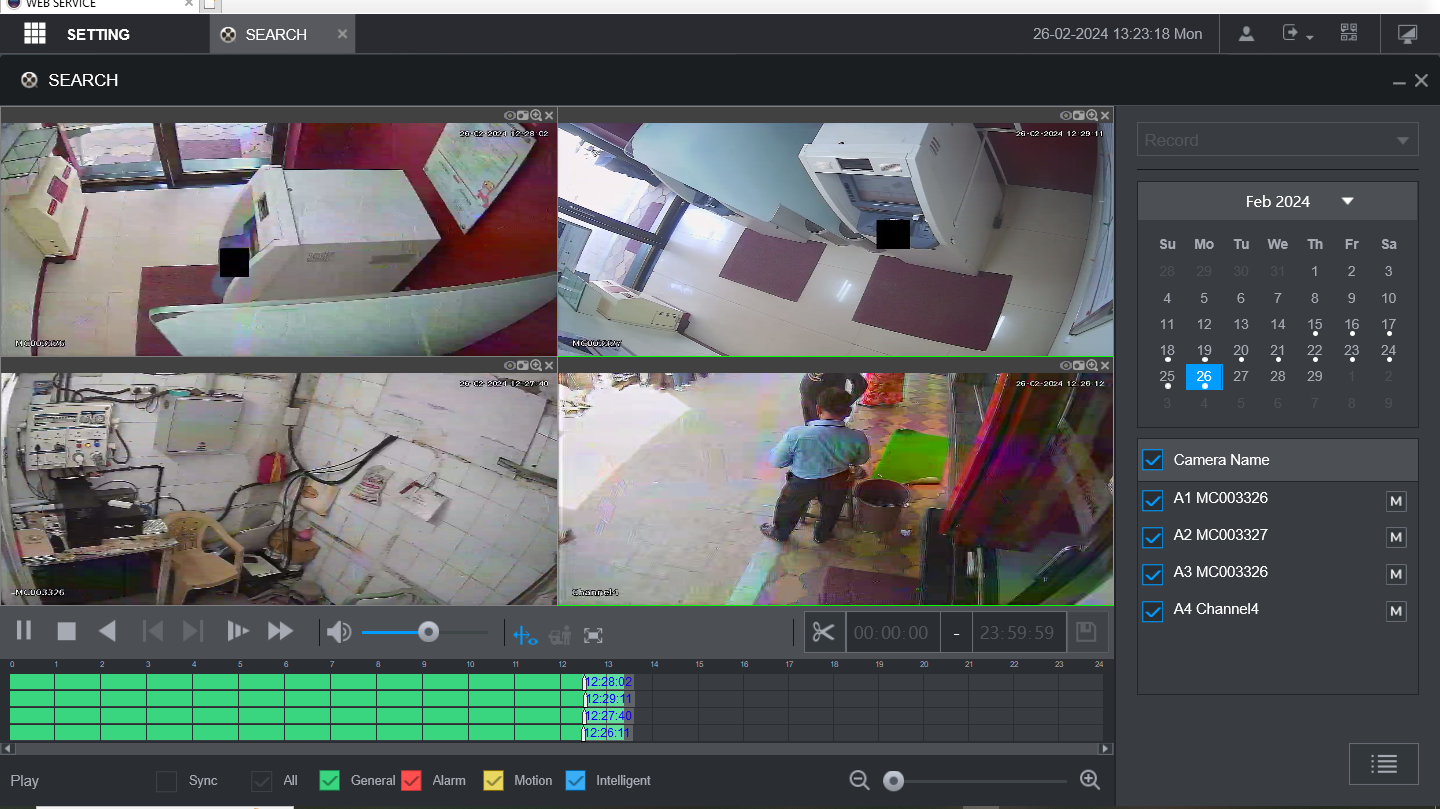 WEB SERVICE
SETTING
SEARCH
26-02-2024 13:23:18 Mon
SEARCH
26-02-2024 12:28:02
MC003326
26-02-2024 12:29:11
MC003327
26-02-2024 12:27:40
MC003326
26-02-2024 12:26:12
Channel4
Record
Feb 2024
Su Mo Tu We Th Fr Sa
28 29 30 31 1 2 3
4 5 6 7 8 9 10
11 12 13 14 15 16 17
18 19 20 21 22 23 24
25 26 27 28 29 1 2
3 4 5 6 7 8 9
Camera Name
A1 MC003326 M
A2 MC003327 M
A3 MC003326 M
A4 Channel4 M
00:00:00 - 23:59:59
0 1 2 3 4 5 6 7 8 9 10 11 12 13 14 15 16 17 18 19 20 21 22 23 24
12:28:02
12:29:11
12:27:40
12:26:11
Play Sync All General Alarm Motion Intelligent